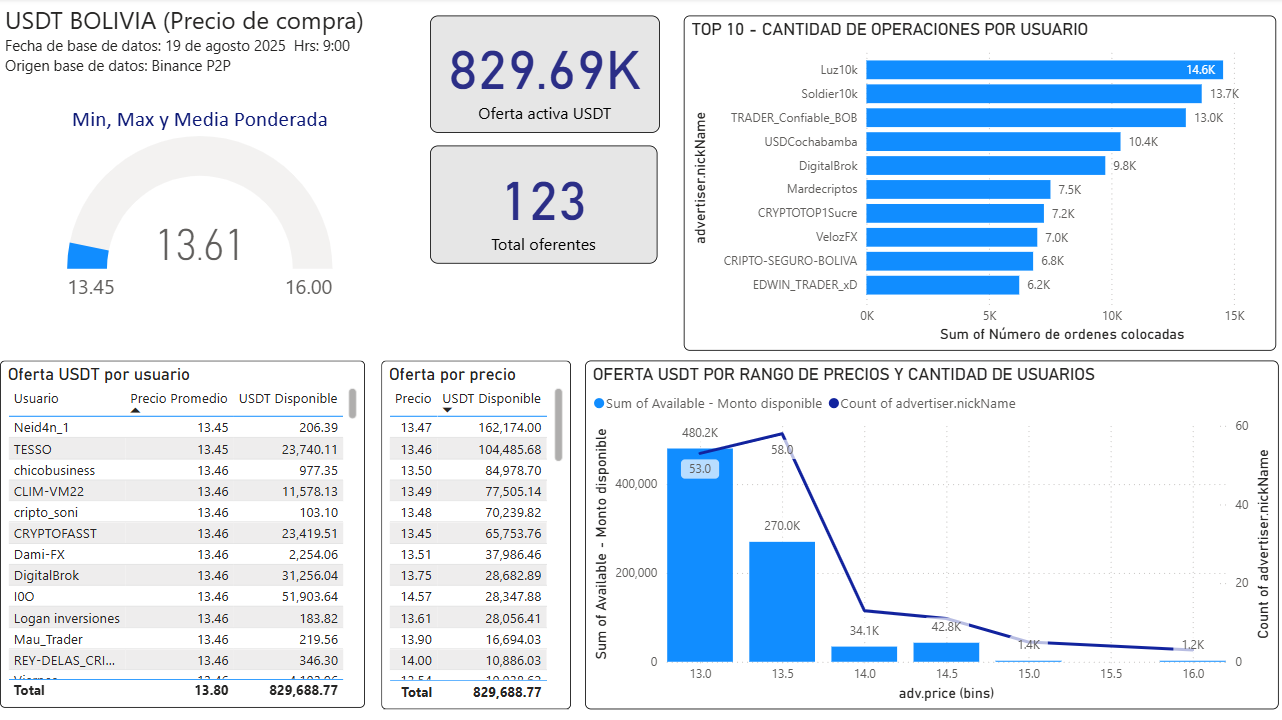 USDT BOLIVIA (Precio de compra)
Fecha de base de datos: 19 de agosto 2025  Hrs: 9:00
Origen base de datos: Binance P2P
Min, Max y Media Ponderada
13.61
13.45
16.00
829.69K
Oferta activa USDT
123
Total oferentes
TOP 10 - CANTIDAD DE OPERACIONES POR USUARIO
advertiser.nickName
Luz10k 14.6K
Soldier10k 13.7K
TRADER_Confiable_BOB 13.0K
USDCochabamba 10.4K
DigitalBrok 9.8K
Mardecriptos 7.5K
CRYPTOTOP1Sucre 7.2K
VelozFX 7.0K
CRIPTO-SEGURO-BOLIVA 6.8K
EDWIN_TRADER_xD 6.2K
0K 5K 10K 15K
Sum of Número de ordenes colocadas
Oferta USDT por usuario
Usuario Precio Promedio USDT Disponible
Neid4n_1 13.45 206.39
TESSO 13.45 23,740.11
chicobusiness 13.46 977.35
CLIM-VM22 13.46 11,578.13
cripto_soni 13.46 103.10
CRYPTOFASST 13.46 23,419.51
Dami-FX 13.46 2,254.06
DigitalBrok 13.46 31,256.04
I0O 13.46 51,903.64
Logan inversiones 13.46 183.82
Mau_Trader 13.46 219.56
REY-DELAS_CRI... 13.46 346.30
Total 13.80 829,688.77
Oferta por precio
Precio USDT Disponible
13.47 162,174.00
13.46 104,485.68
13.50 84,978.70
13.49 77,505.14
13.48 70,239.82
13.45 65,753.76
13.51 37,986.46
13.75 28,682.89
14.57 28,347.88
13.61 28,056.41
13.90 16,694.03
14.00 10,886.03
Total 829,688.77
OFERTA USDT POR RANGO DE PRECIOS Y CANTIDAD DE USUARIOS
Sum of Available - Monto disponible Count of advertiser.nickName
Sum of Available - Monto disponible
400,000
200,000
0
480.2K
53.0
58.0
270.0K
34.1K
42.8K
1.4K
1.2K
60
40
20
0
Count of advertiser.nickName
13.0 13.5 14.0 14.5 15.0 15.5 16.0
adv.price (bins)